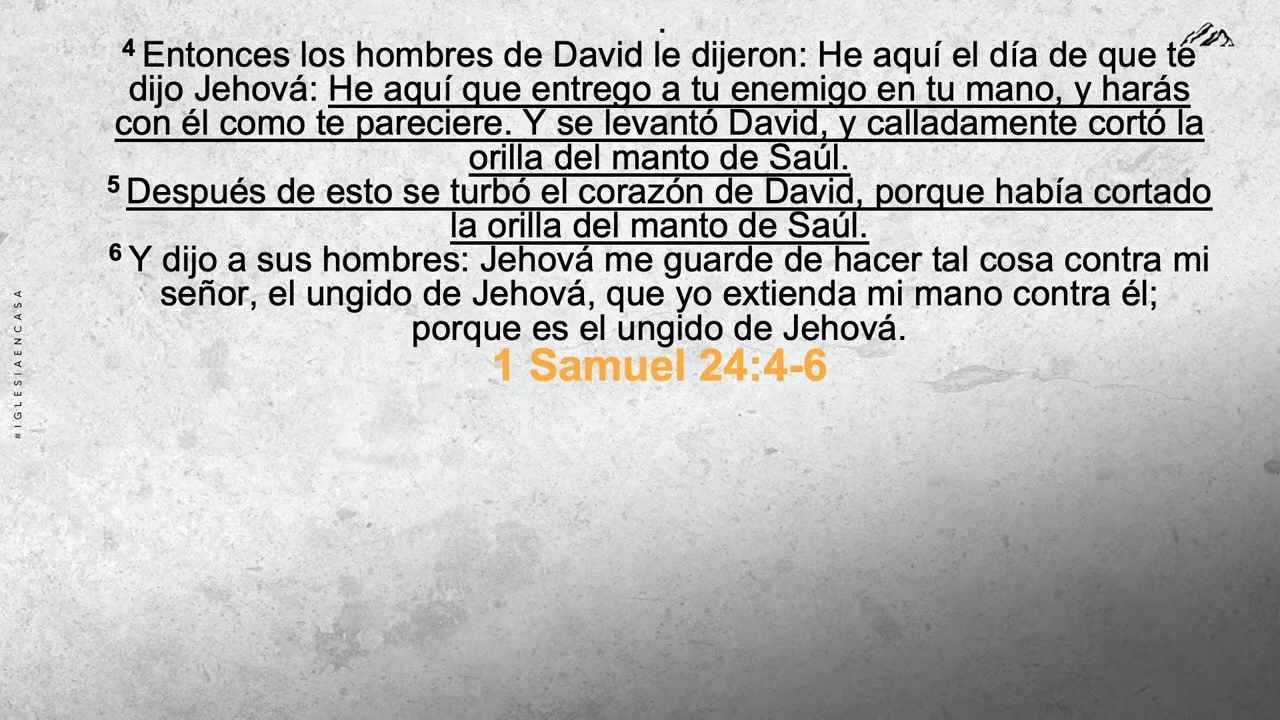 .
4 Entonces los hombres de David le dijeron: He aquí el día de que te
dijo Jehová: He aquí que entrego a tu enemigo en tu mano, y harás
con él como te pareciere. Y se levantó David, y calladamente cortó la
orilla del manto de Saúl.
5 Después de esto se turbó el corazón de David, porque había cortado
la orilla del manto de Saúl.
6 Y dijo a sus hombres: Jehová me guarde de hacer tal cosa contra mi
señor, el ungido de Jehová, que yo extienda mi mano contra él;
porque es el ungido de Jehová.
1 Samuel 24:4-6
#IGLESIAENCASA